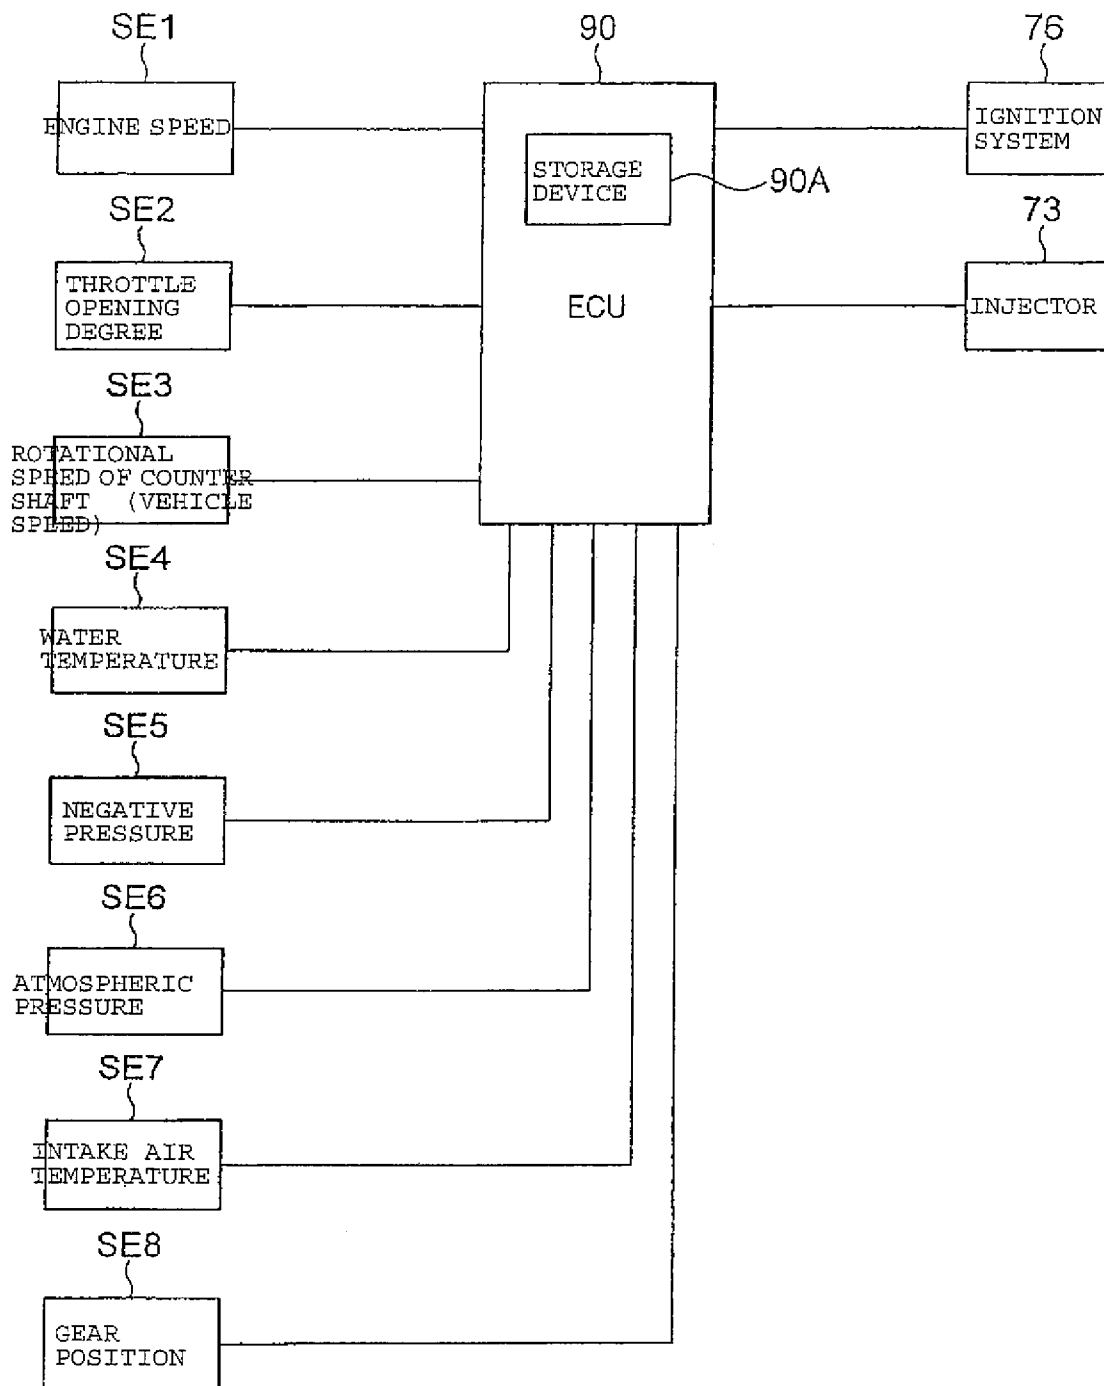 SE1
ENGINE SPEED
SE2
THROTTLE
OPENING
DEGREE
SE3
ROTATIONAL
SPEED OF COUNTER
SHAFT (VEHICLE
SPEED)
SE4
WATER
TEMPERATURE
SE5
NEGATIVE
PRESSURE
SE6
ATMOSPHERIC
PRESSURE
SE7
INTAKE AIR
TEMPERATURE
SE8
GEAR
POSITION
90
STORAGE
DEVICE
90A
ECU
76
IGNITION
SYSTEM
73
INJECTOR